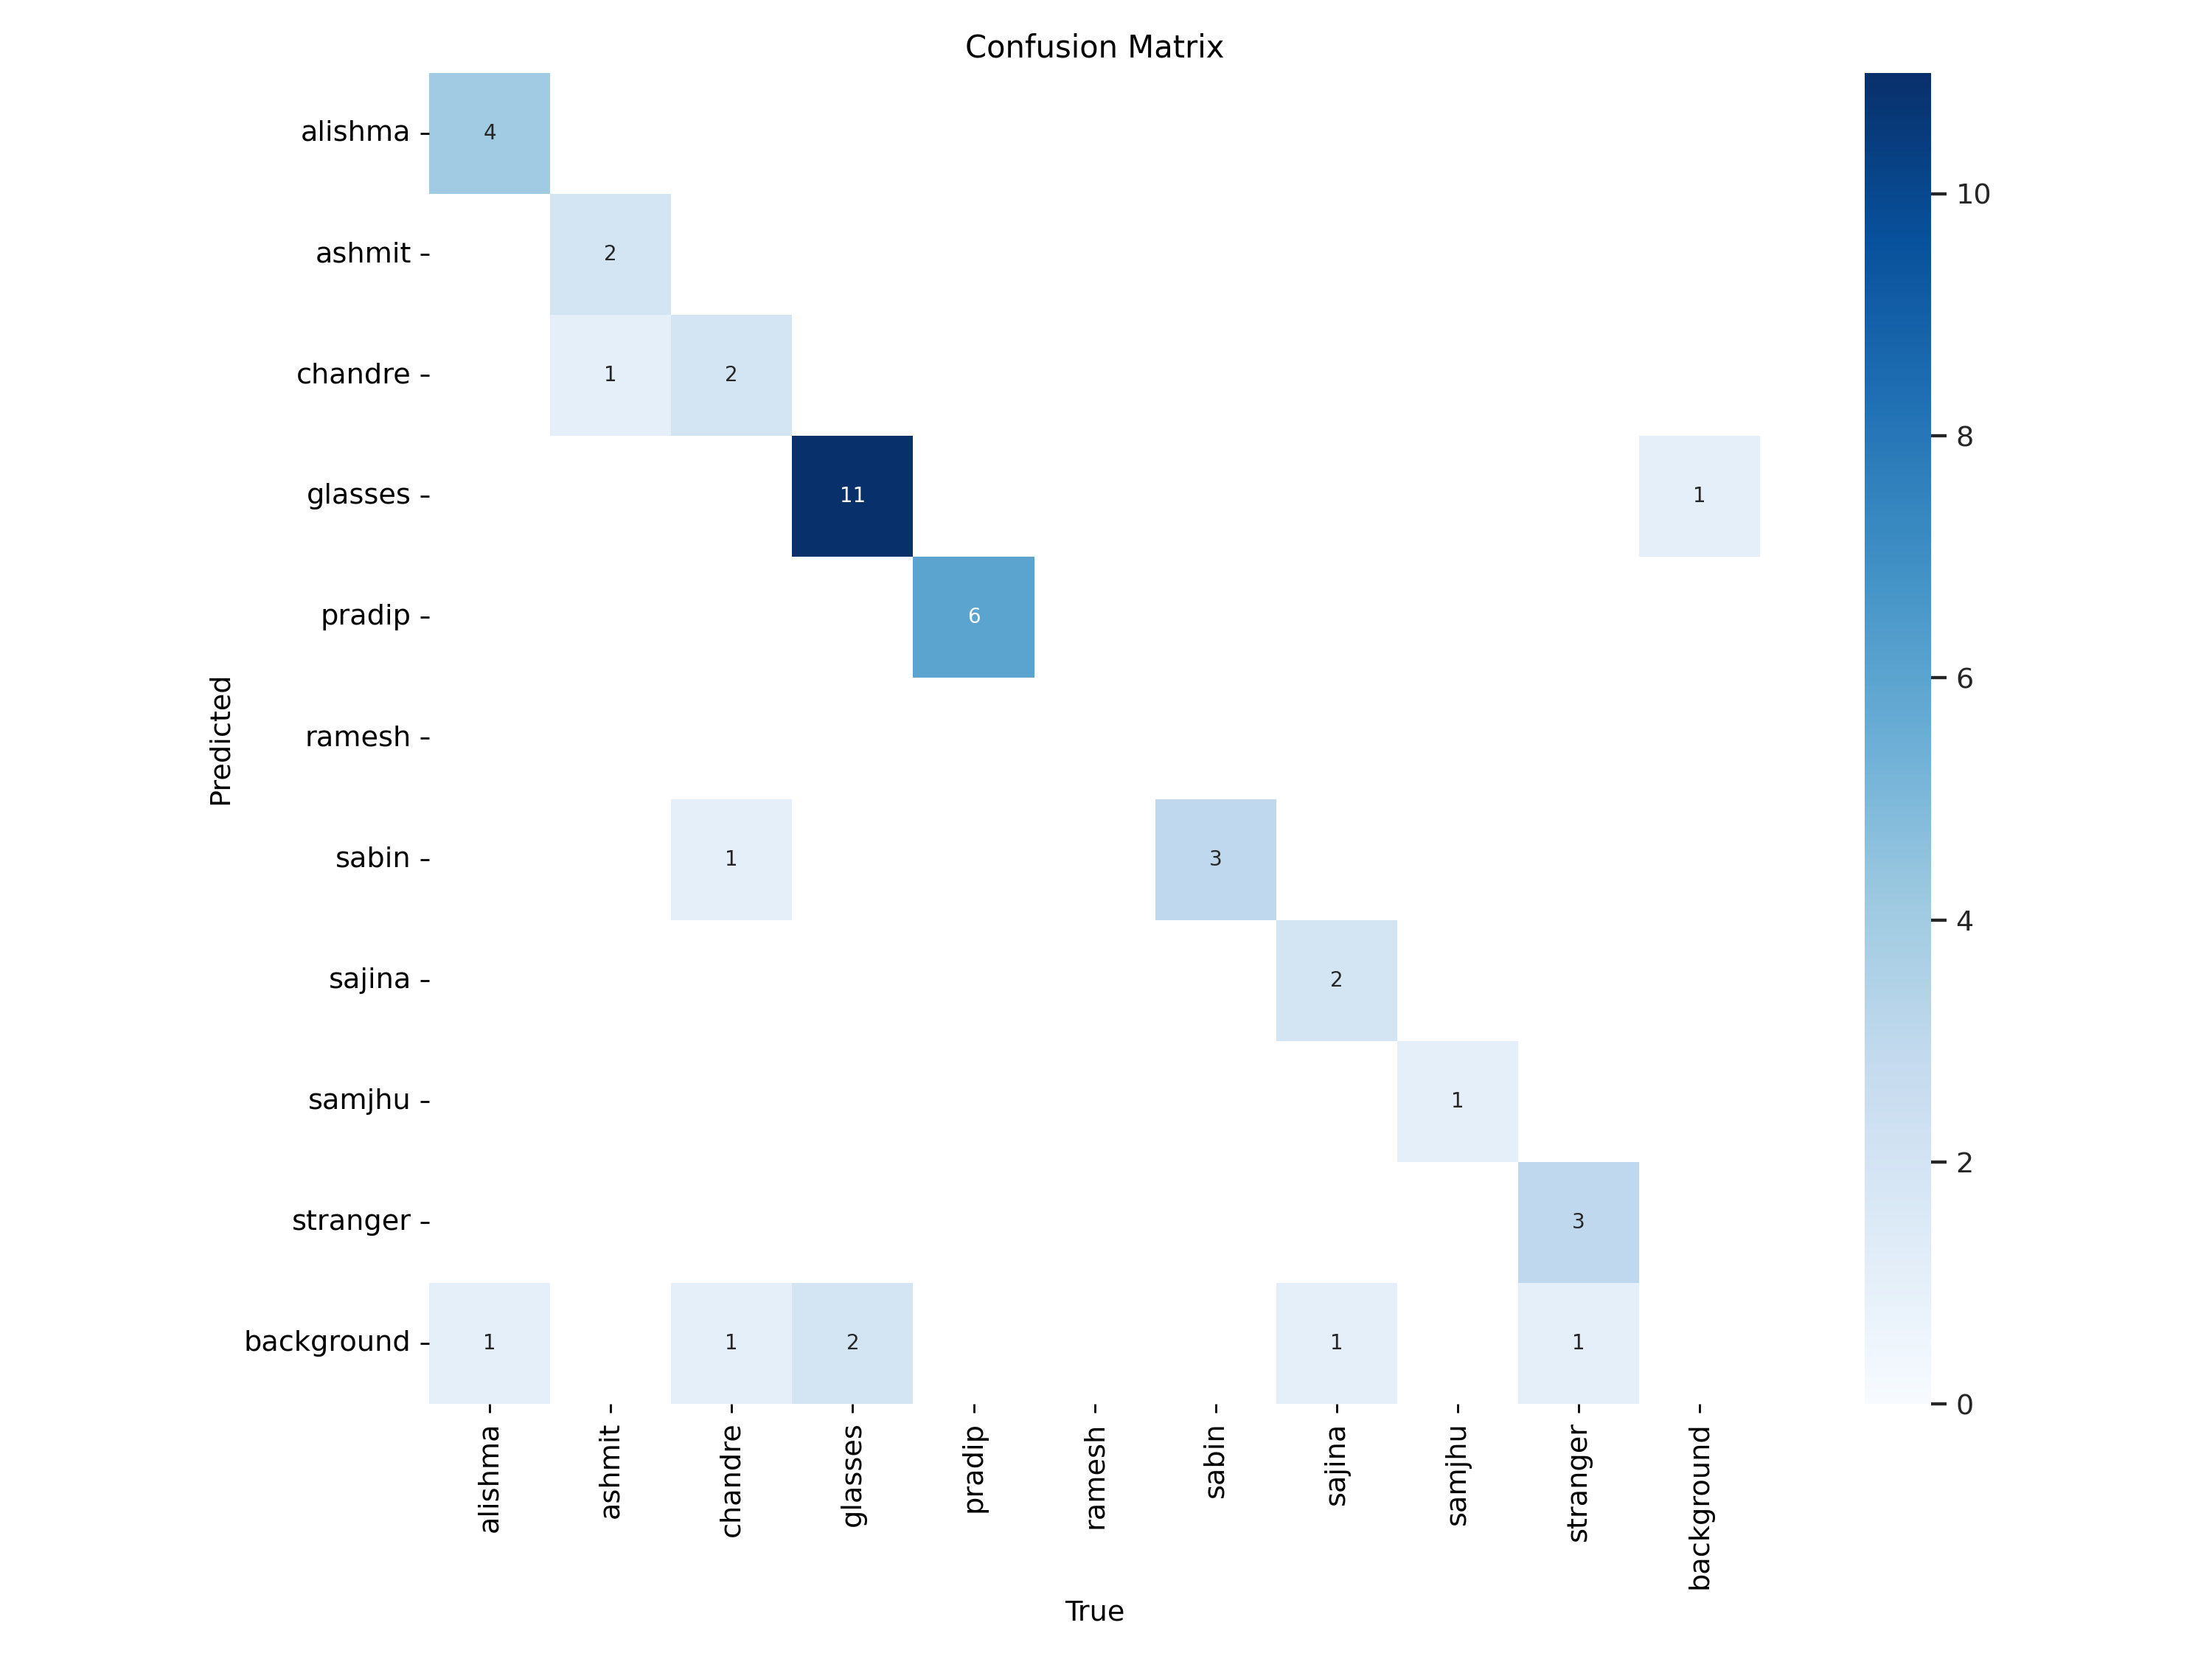 Confusion Matrix
alishma
4
10
ashmit
2
chandre
1 2
8
glasses
11 1
pradip
6
6
Predicted
ramesh
sabin
1 3
4
sajina
2
samjhu
1
2
stranger
3
background
1 1 2 1 1
0
alishma
ashmit
chandre
glasses
pradip
ramesh
sabin
sajina
samjhu
stranger
background
True